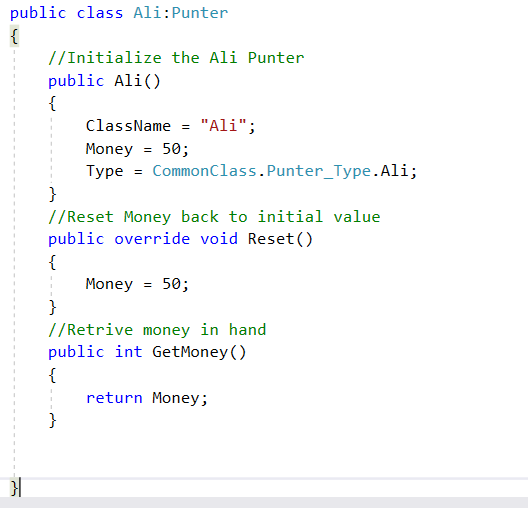 public class Ali:Punter
{
//Initialize the Ali Punter
public Ali()
{
ClassName = "Ali";
Money = 50;
Type = CommonClass.Punter_Type.Ali;
}
//Reset Money back to initial value
public override void Reset()
{
Money = 50;
}
//Retrive money in hand
public int GetMoney()
{
return Money;
}
}